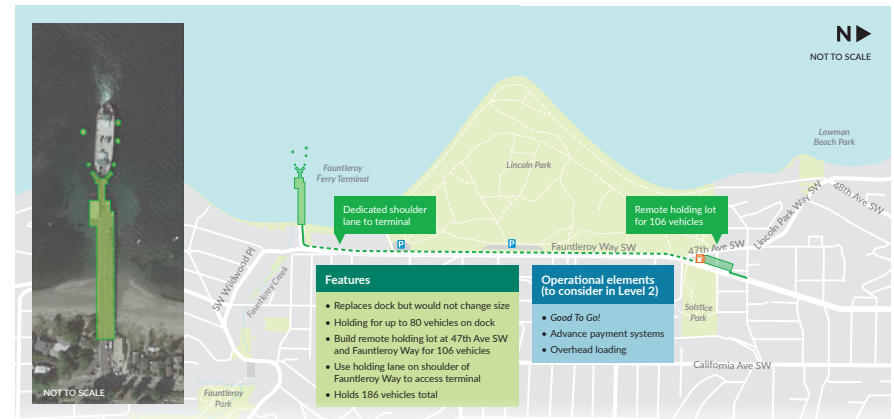 N
NOT TO SCALE
Lowman
Beach Park
48th Ave SW
Lincoln Park Way SW
47th Ave SW
Lincoln Park
Fauntleroy
Ferry Terminal
Dedicated shoulder
lane to terminal
Remote holding lot
for 106 vehicles
P
P
Fauntleroy Way SW
SW Wildwood Pl
Fauntleroy Creek
Features
• Replaces dock but would not change size
• Holding for up to 80 vehicles on dock
• Build remote holding lot at 47th Ave SW
and Fauntleroy Way for 106 vehicles
• Use holding lane on shoulder of
Fauntleroy Way to access terminal
• Holds 186 vehicles total
Operational elements
(to consider in Level 2)
• Good To Go!
• Advance payment systems
• Overhead loading
Solstice
Park
California Ave SW
Fauntleroy
Park
NOT TO SCALE